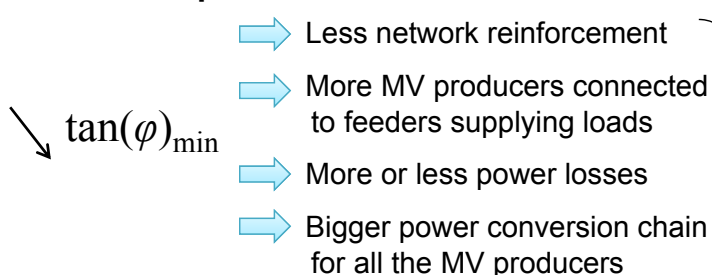 Less network reinforcement
More MV producers connected
to feeders supplying loads
tan(φ)min
More or less power losses
Bigger power conversion chain
for all the MV producers